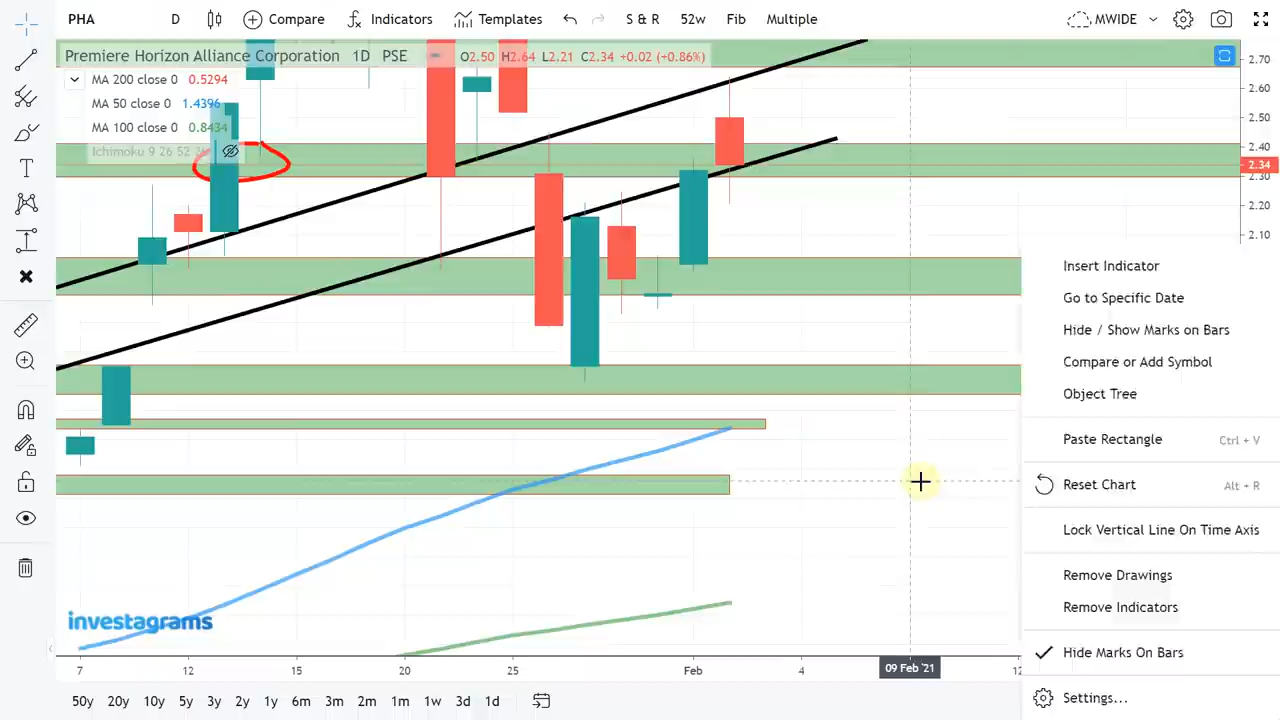 PHA D Compare Indicators Templates S & R 52w Fib Multiple MWIDE
Premiere Horizon Alliance Corporation 1D PSE O2.50 H2.64 L2.21 C2.34 +0.02 (+0.86%)
MA 200 close 0 0.5294
MA 50 close 0 1.4396
MA 100 close 0 0.8434
Ichimoku 9 26 52 26
2.70
2.60
2.50
2.40
2.34
2.30
2.20
2.10
Insert Indicator
Go to Specific Date
Hide / Show Marks on Bars
Compare or Add Symbol
Object Tree
Paste Rectangle Ctrl + V
Reset Chart Alt + R
Lock Vertical Line On Time Axis
Remove Drawings
Remove Indicators
Hide Marks On Bars
Settings...
investagrams
7 12 15 20 25 Feb 4 09 Feb '21 12
50y 20y 10y 5y 3y 2y 1y 6m 3m 2m 1m 1w 3d 1d